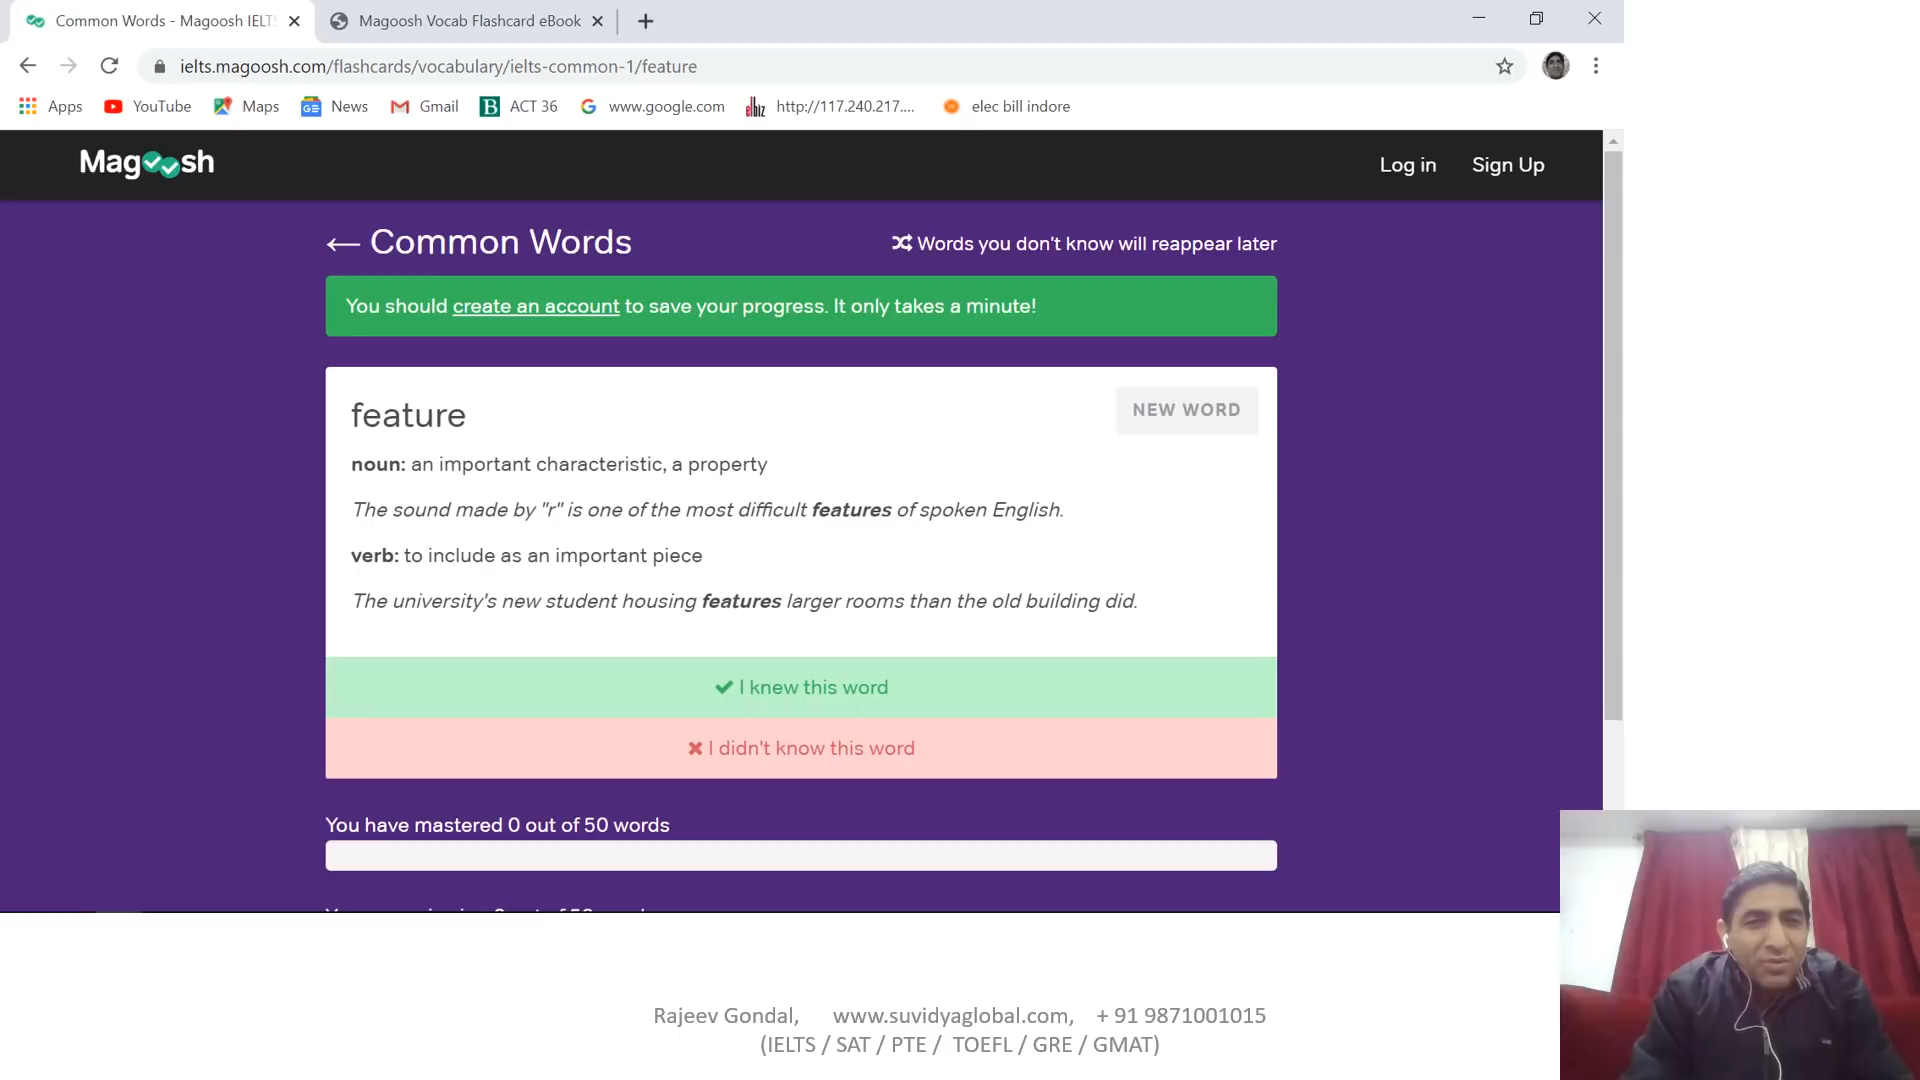 Common Words - Magoosh IELTS
Magoosh Vocab Flashcard eBook
ielts.magoosh.com/flashcards/vocabulary/ielts-common-1/feature
Apps YouTube Maps News Gmail B ACT 36 www.google.com elbiz http://117.240.217.... elec bill indore
Magoosh
Log in Sign Up
← Common Words
Words you don't know will reappear later
You should create an account to save your progress. It only takes a minute!
feature
NEW WORD
noun: an important characteristic, a property
The sound made by "r" is one of the most difficult features of spoken English.
verb: to include as an important piece
The university's new student housing features larger rooms than the old building did.
✔ I knew this word
✖ I didn't know this word
You have mastered 0 out of 50 words
Rajeev Gondal, www.suvidyaglobal.com, + 91 9871001015
(IELTS / SAT / PTE / TOEFL / GRE / GMAT)